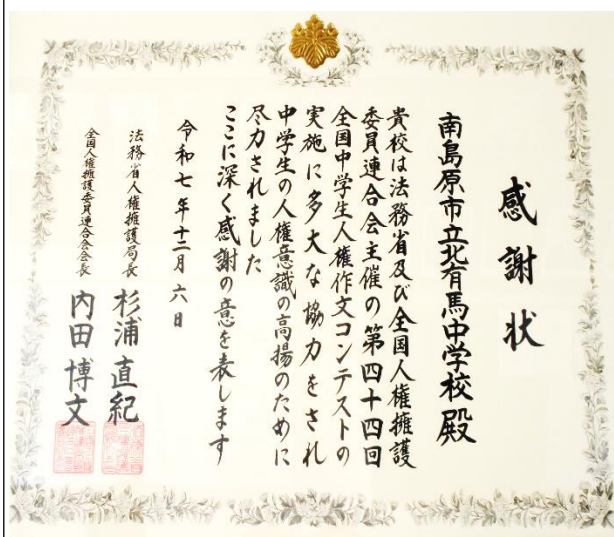 感謝状
南島原市立北有馬中学校 殿
貴校は法務省及び全国人権擁護
委員連合会主催の第四十四回
全国中学生人権作文コンテストの
実施に多大な協力をされ
中学生の人権意識の高揚のために
尽力されました
ここに深く感謝の意を表します
令和七年十二月六日
法務省人権擁護局長 杉浦直紀
全国人権擁護委員連合会会長 内田博文